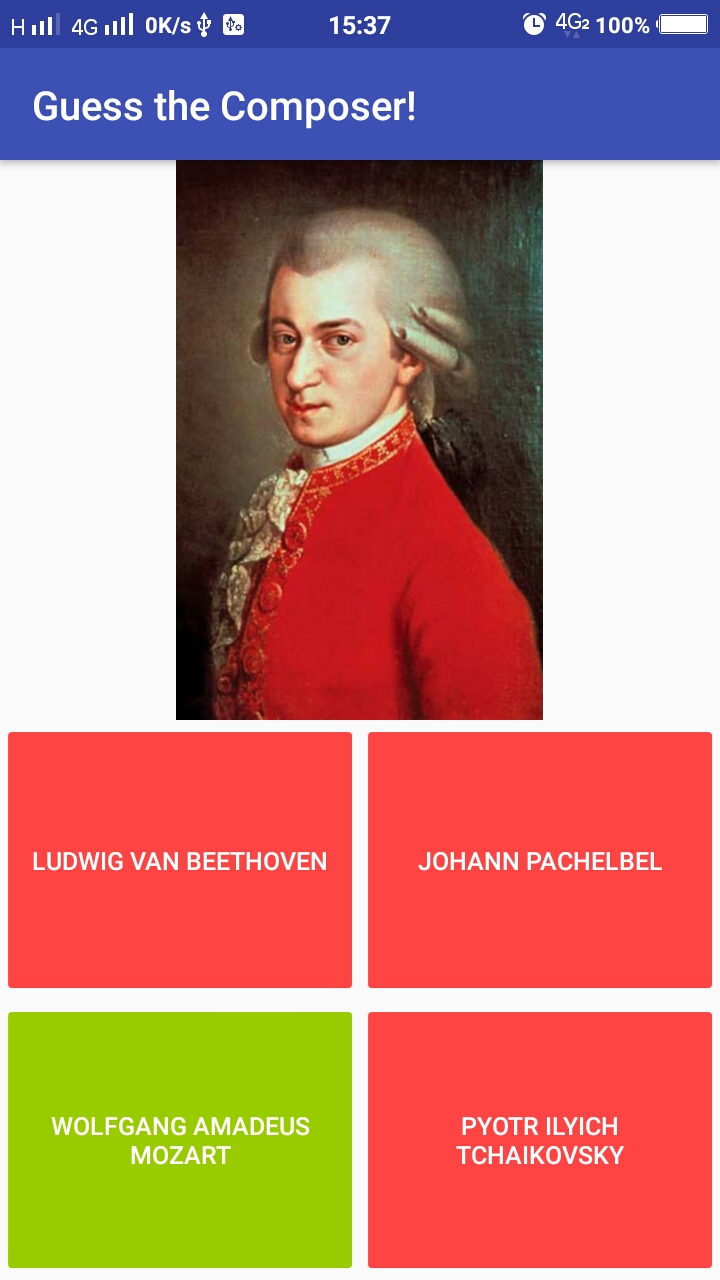 H 4G 0K/s 15:37 4G2 100%
Guess the Composer!
LUDWIG VAN BEETHOVEN
JOHANN PACHELBEL
WOLFGANG AMADEUS
MOZART
PYOTR ILYICH
TCHAIKOVSKY